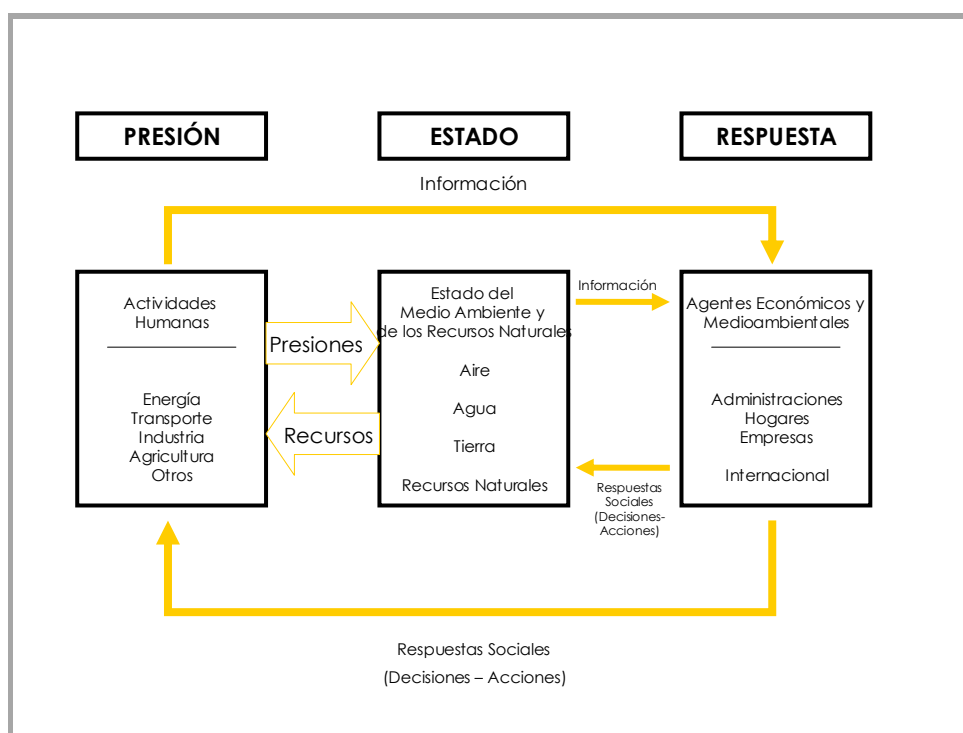 PRESIÓN
ESTADO
RESPUESTA
Información
Actividades
Humanas
Energía
Transporte
Industria
Agricultura
Otros
Presiones
Recursos
Estado del
Medio Ambiente y
de los Recursos Naturales
Aire
Agua
Tierra
Recursos Naturales
Información
Respuestas
Sociales
(Decisiones-
Acciones)
Agentes Económicos y
Medioambientales
Administraciones
Hogares
Empresas
Internacional
Respuestas Sociales
(Decisiones – Acciones)